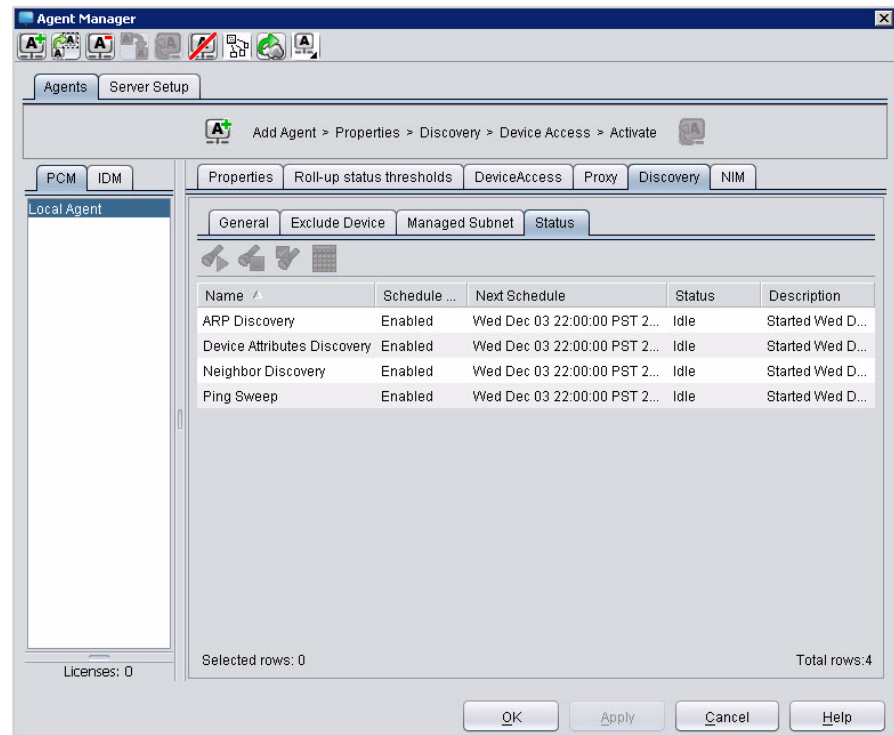 Agent Manager
Agents Server Setup
Add Agent > Properties > Discovery > Device Access > Activate
PCM IDM
Local Agent
Licenses: 0
Properties Roll-up status thresholds DeviceAccess Proxy Discovery NIM
General Exclude Device Managed Subnet Status
Name Schedule ... Next Schedule Status Description
ARP Discovery Enabled Wed Dec 03 22:00:00 PST 2... Idle Started Wed D...
Device Attributes Discovery Enabled Wed Dec 03 22:00:00 PST 2... Idle Started Wed D...
Neighbor Discovery Enabled Wed Dec 03 22:00:00 PST 2... Idle Started Wed D...
Ping Sweep Enabled Wed Dec 03 22:00:00 PST 2... Idle Started Wed D...
Selected rows: 0 Total rows:4
OK Apply Cancel Help